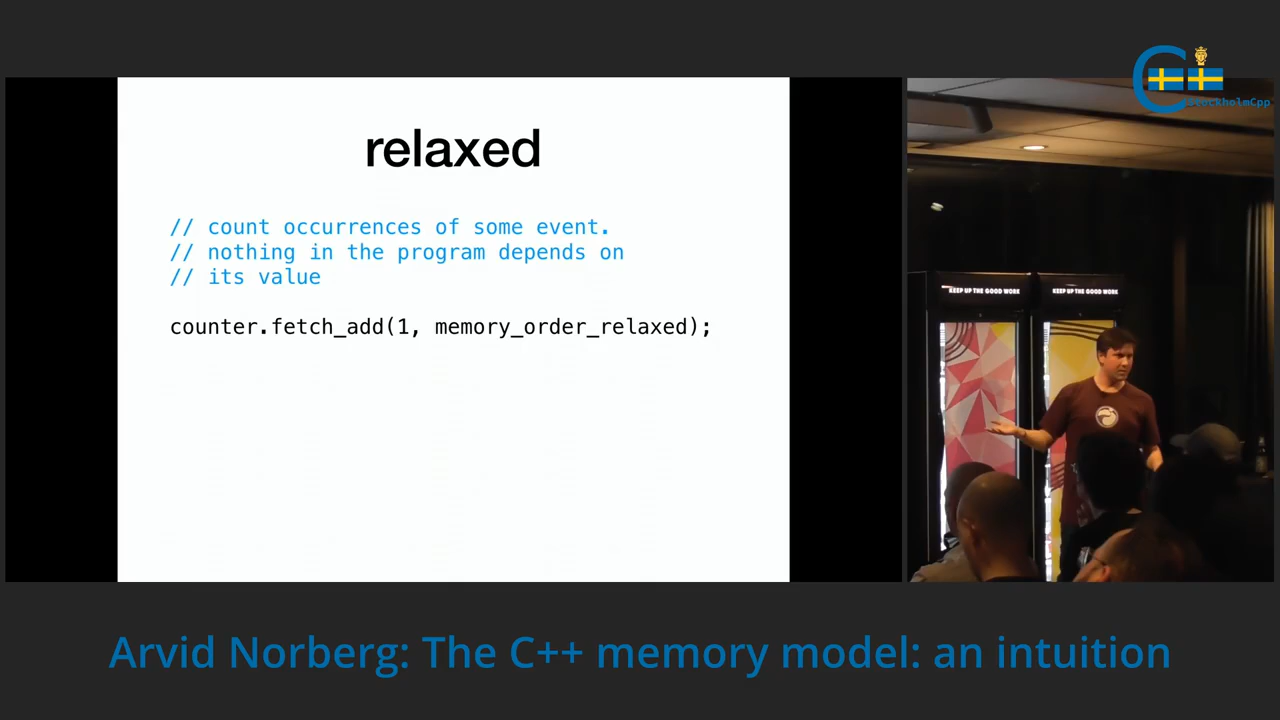 StockholmCpp
relaxed
// count occurrences of some event.
// nothing in the program depends on
// its value
counter.fetch_add(1, memory_order_relaxed);
KEEP UP THE GOOD WORK
KEEP UP THE GOOD WORK
Arvid Norberg: The C++ memory model: an intuition